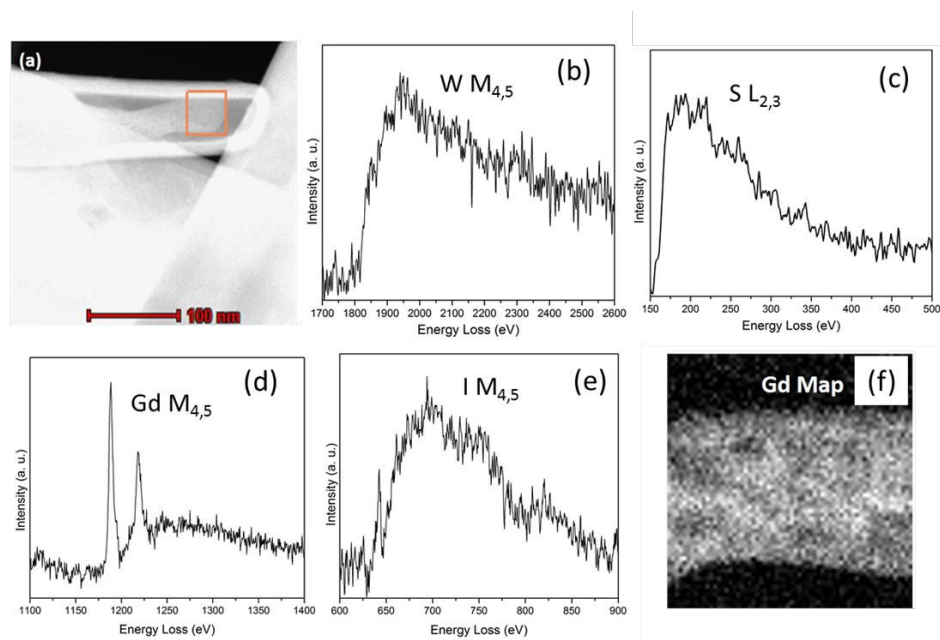 (a)
100 nm
(b)
W M4,5
Intensity (a. u.)
1700 1800 1900 2000 2100 2200 2300 2400 2500 2600
Energy Loss (eV)
(c)
S L2,3
Intensity (a. u.)
150 200 250 300 350 400 450 500
Energy Loss (eV)
(d)
Gd M4,5
Intensity (a. u.)
1100 1150 1200 1250 1300 1350 1400
Energy Loss (eV)
(e)
I M4,5
Intensity (a. u.)
600 650 700 750 800 850 900
Energy Loss (eV)
Gd Map (f)